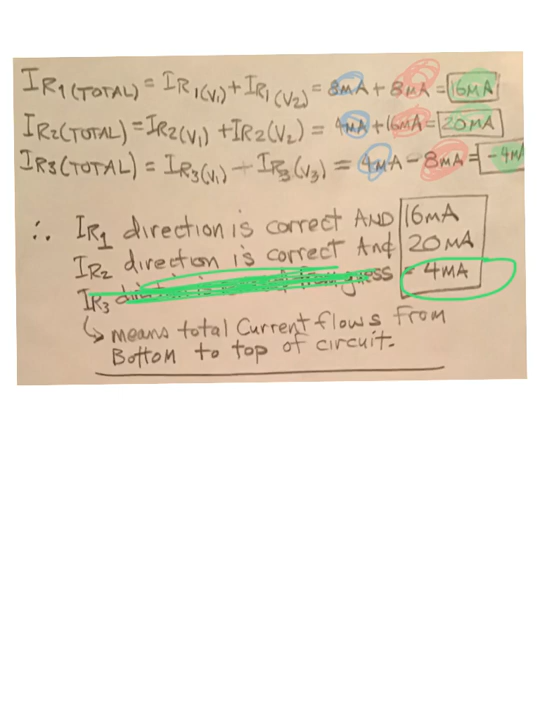 IR1(TOTAL) = IR1(V1) + IR1(V2) = 8mA + 8mA = 16mA
IR2(TOTAL) = IR2(V1) + IR2(V2) = 4mA + 16mA = 20mA
IR3(TOTAL) = IR3(V1) - IR3(V3) = 4mA - 8mA = -4mA
∴ IR1 direction is correct AND 16mA
IR2 direction is correct And 20mA
IR3 guess - 4mA
↳ means total Current flows From
Bottom to top of circuit.